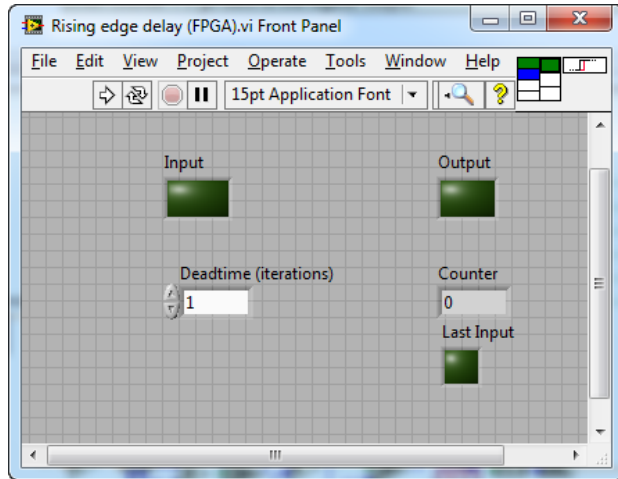 Rising edge delay (FPGA).vi Front Panel
File Edit View Project Operate Tools Window Help
15pt Application Font
Input Output
Deadtime (iterations) Counter
1 0
Last Input